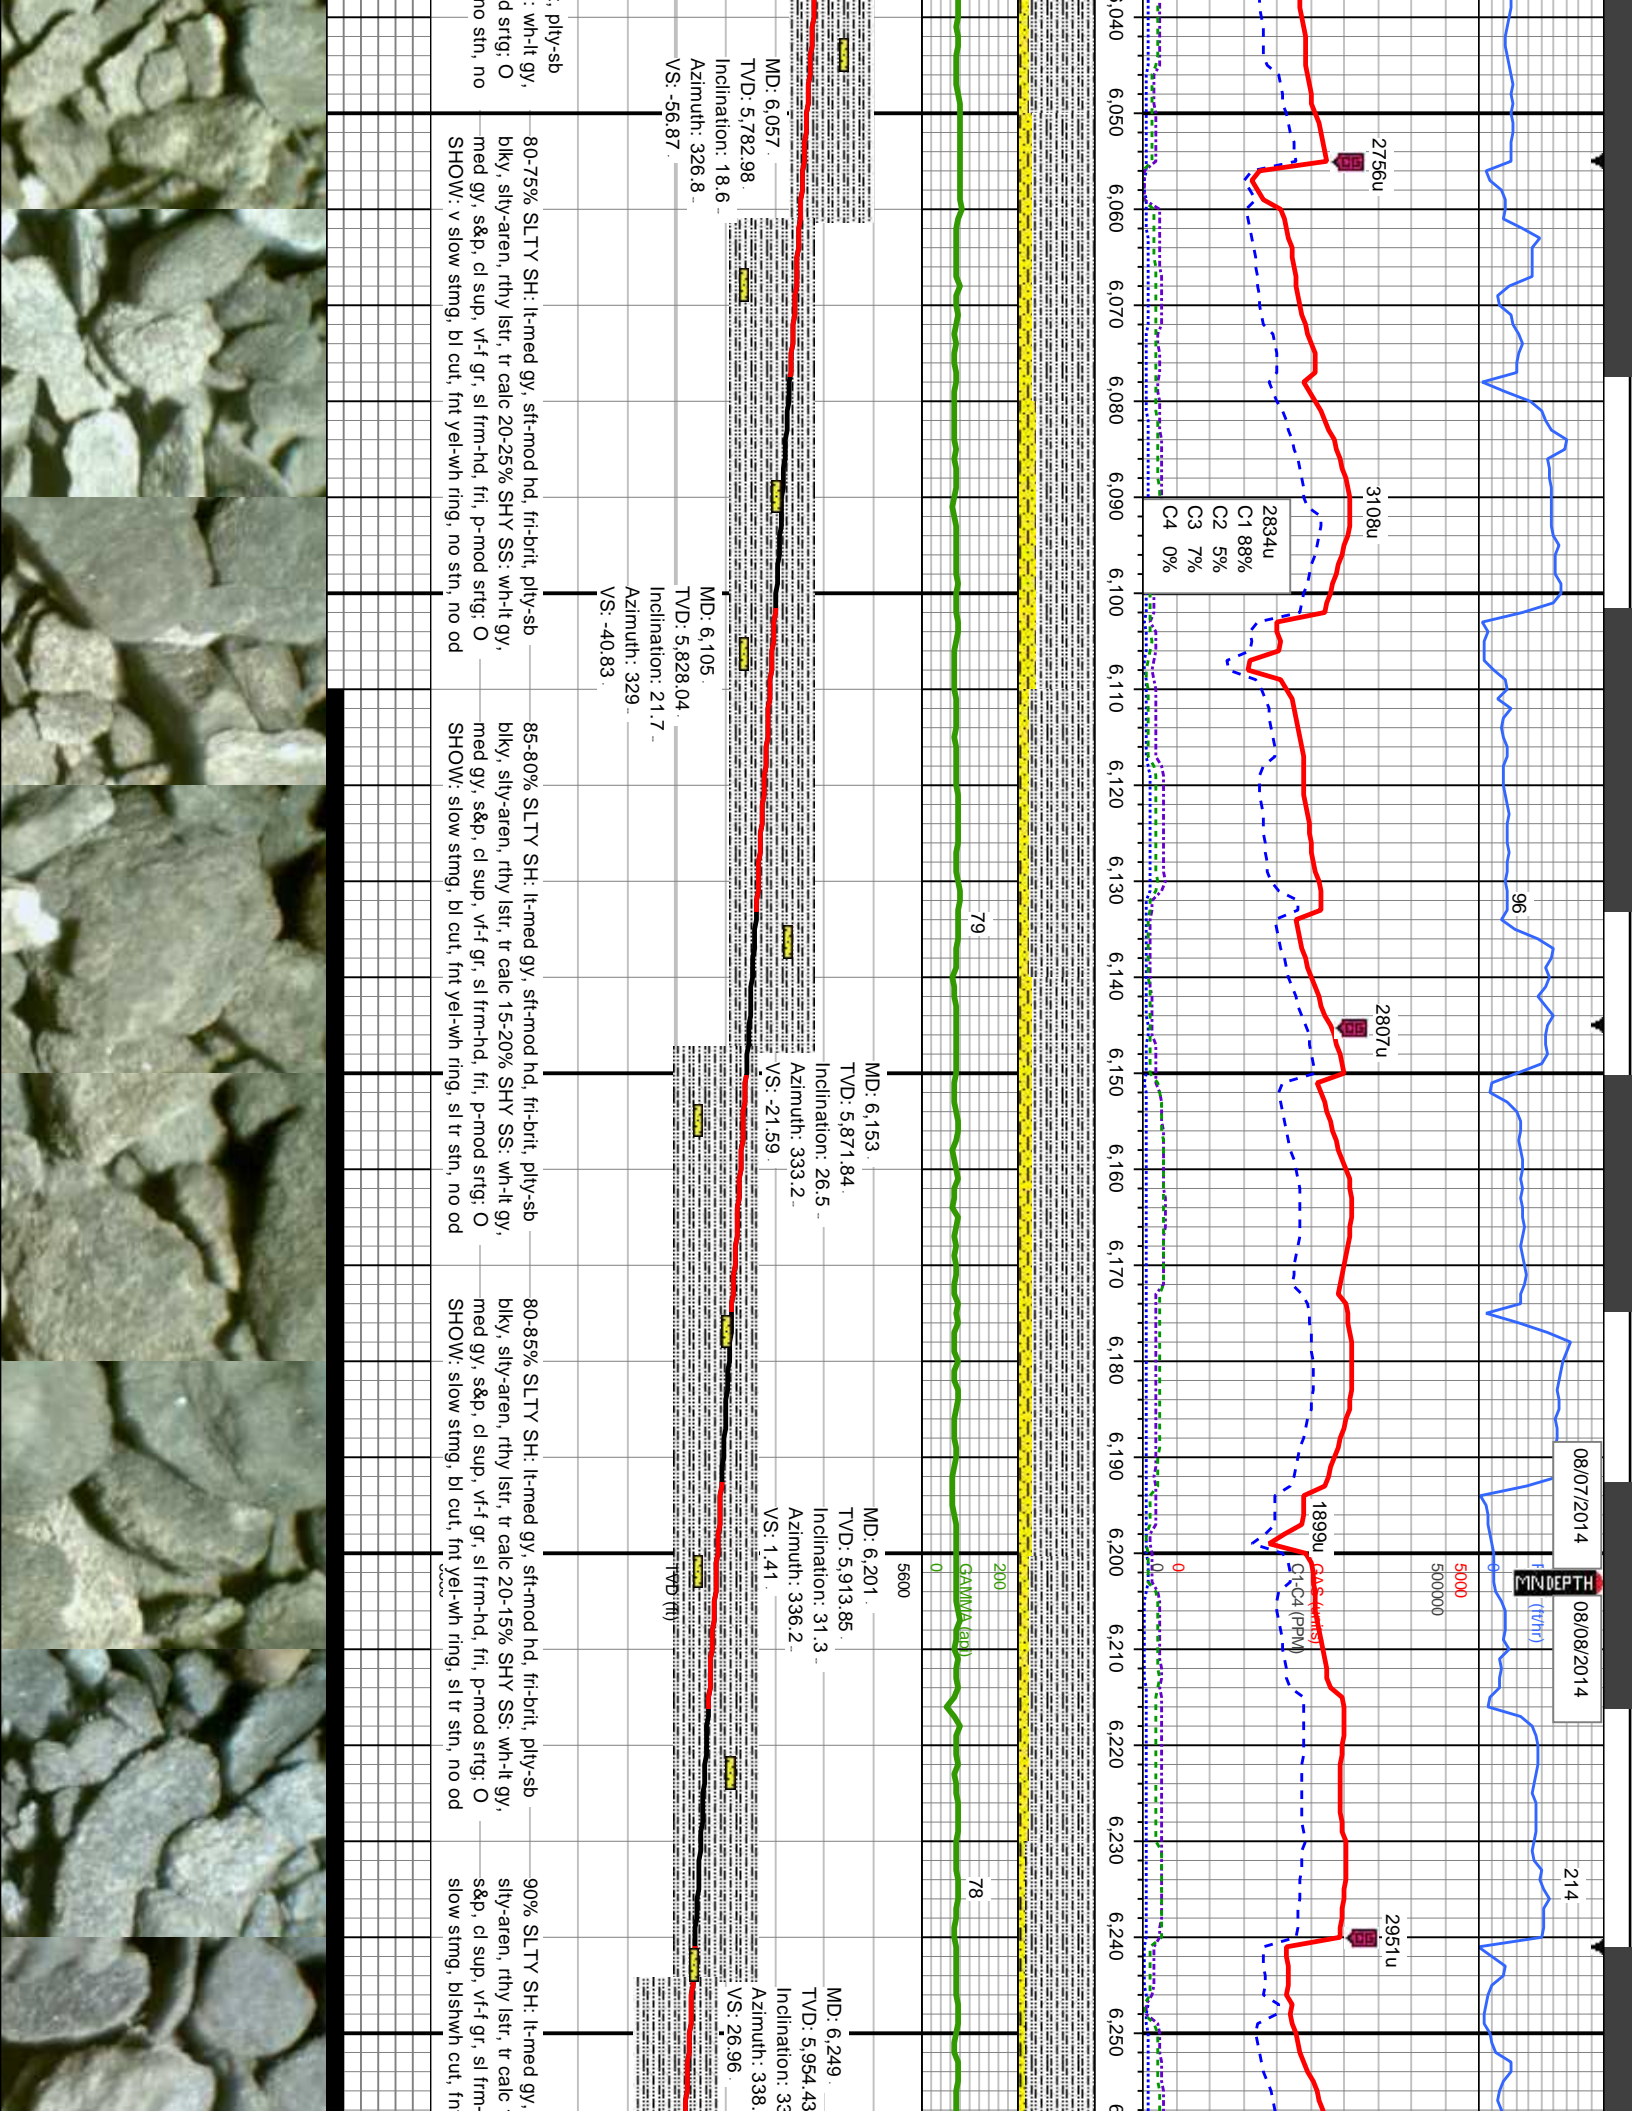 6,040
6,050
6,060
6,070
6,080
6,090
6,100
6,110
6,120
6,130
6,140
6,150
6,160
6,170
6,180
6,190
6,200
6,210
6,220
6,230
6,240
6,250
08/07/2014
MNDEPTH
08/08/2014
(ft/hr)
96
214
2756u
3108u
2807u
1899u
2951u
2834u
C1 88%
C2 5%
C3 7%
C4 0%
5000
50000
GAS (units)
C1-C4 (PPM)
0
0
200
GAMMA (api)
0
79
78
5600
TVD (ft)
MD: 6,057
TVD: 5,782.98
Inclination: 18.6
Azimuth: 326.8
VS: -56.87
MD: 6,105
TVD: 5,828.04
Inclination: 21.7
Azimuth: 329
VS: -40.83
MD: 6,153
TVD: 5,871.84
Inclination: 26.5
Azimuth: 333.2
VS: -21.59
MD: 6,201
TVD: 5,913.85
Inclination: 31.3
Azimuth: 336.2
VS: 1.41
MD: 6,249
TVD: 5,954.43
Inclination: 33
Azimuth: 338.
VS: 26.96
, plty-sb
: wh-lt gy,
d srtg; O
no stn, no
80-75% SLTY SH: lt-med gy, sft-mod hd, fri-brit, plty-sb
blky, slty-aren, rthy lstr, tr calc 20-25% SHY SS: wh-lt gy,
med gy, s&p, cl sup, vf-f gr, sl frm-hd, fri, p-mod srtg; O
SHOW: v slow stmg, bl cut, fnt yel-wh ring, no stn, no od
85-80% SLTY SH: lt-med gy, sft-mod hd, fri-brit, plty-sb
blky, slty-aren, rthy lstr, tr calc 15-20% SHY SS: wh-lt gy,
med gy, s&p, cl sup, vf-f gr, sl frm-hd, fri, p-mod srtg; O
SHOW: slow stmg, bl cut, fnt yel-wh ring, sl tr stn, no od
80-85% SLTY SH: lt-med gy, sft-mod hd, fri-brit, plty-sb
blky, slty-aren, rthy lstr, tr calc 20-15% SHY SS: wh-lt gy,
med gy, s&p, cl sup, vf-f gr, sl frm-hd, fri, p-mod srtg; O
SHOW: slow stmg, bl cut, fnt yel-wh ring, sl tr stn, no od
90% SLTY SH: lt-med gy,
slty-aren, rthy lstr, tr calc
s&p, cl sup, vf-f gr, sl frm-
slow stmg, blshwh cut, fn